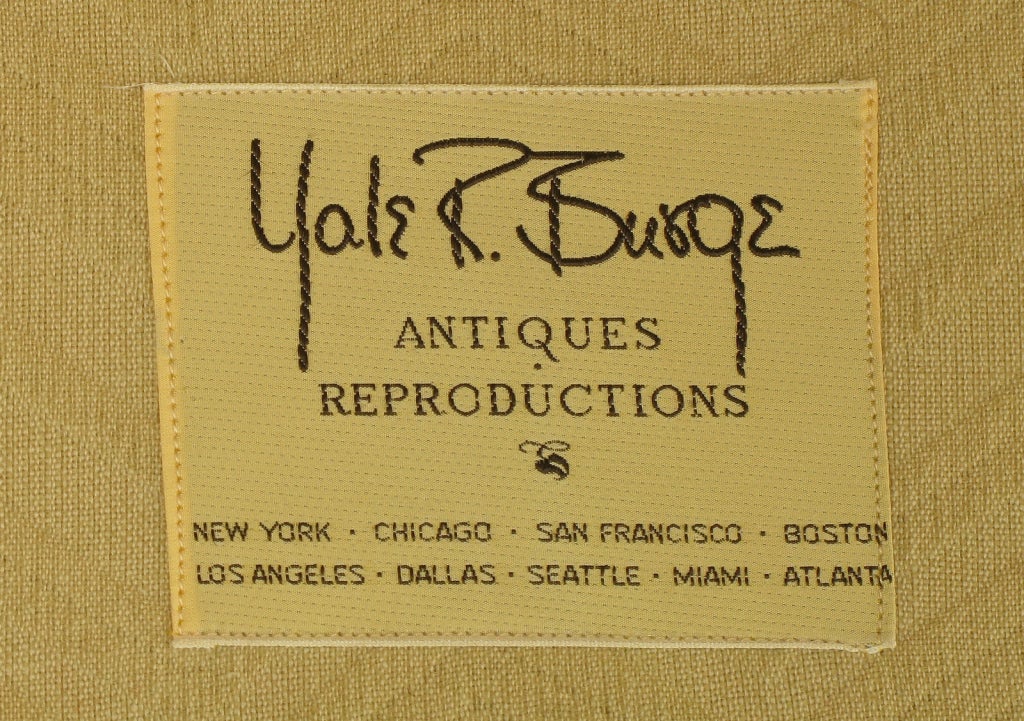 Yale R. Burge
ANTIQUES
REPRODUCTIONS
NEW YORK · CHICAGO · SAN FRANCISCO · BOSTON
LOS ANGELES · DALLAS · SEATTLE · MIAMI · ATLANTA